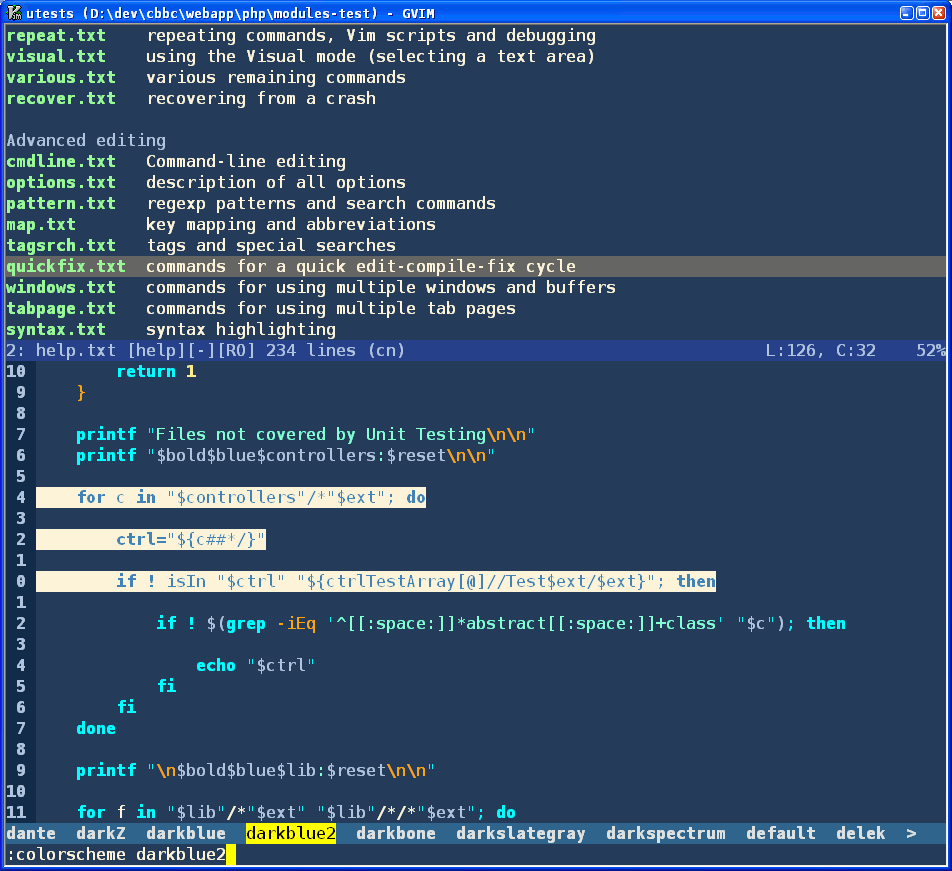 utests (D:\dev\cbbc\webapp\php\modules-test) - GVIM
repeat.txt    repeating commands, Vim scripts and debugging
visual.txt    using the Visual mode (selecting a text area)
various.txt   various remaining commands
recover.txt   recovering from a crash
Advanced editing
cmdline.txt   Command-line editing
options.txt   description of all options
pattern.txt   regexp patterns and search commands
map.txt       key mapping and abbreviations
tagsrch.txt   tags and special searches
quickfix.txt  commands for a quick edit-compile-fix cycle
windows.txt   commands for using multiple windows and buffers
tabpage.txt   commands for using multiple tab pages
syntax.txt    syntax highlighting
2: help.txt [help][-][RO] 234 lines (cn)                                    L:126, C:32    52%
10         return 1
 9     }
 8
 7     printf "Files not covered by Unit Testing\n\n"
 6     printf "$bold$blue$controllers:$reset\n\n"
 5
 4     for c in "$controllers"/*"$ext"; do
 3
 2         ctrl="${c##*/}"
 1
 0         if ! isIn "$ctrl" "${ctrlTestArray[@]//Test$ext/$ext}"; then
 1
 2             if ! $(grep -iEq '^[[:space:]]*abstract[[:space:]]+class' "$c"); then
 3
 4                 echo "$ctrl"
 5             fi
 6         fi
 7     done
 8
 9     printf "\n$bold$blue$lib:$reset\n\n"
10
11     for f in "$lib"/*"$ext" "$lib"/*/*"$ext"; do
dante  darkZ  darkblue  darkblue2  darkbone  darkslategray  darkspectrum  default  delek  >
:colorscheme darkblue2